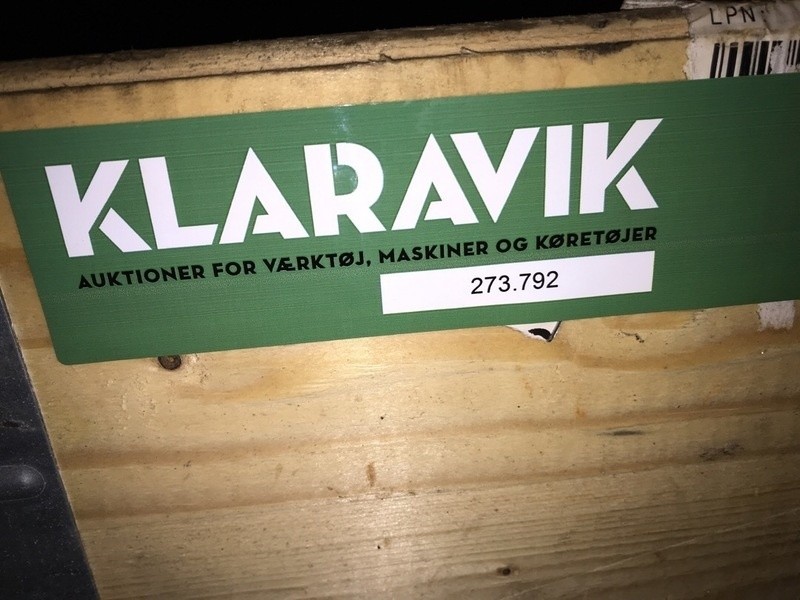 LPN
KLARAVIK
AUKTIONER FOR VÆRKTØJ, MASKINER OG KØRETØJER
273.792